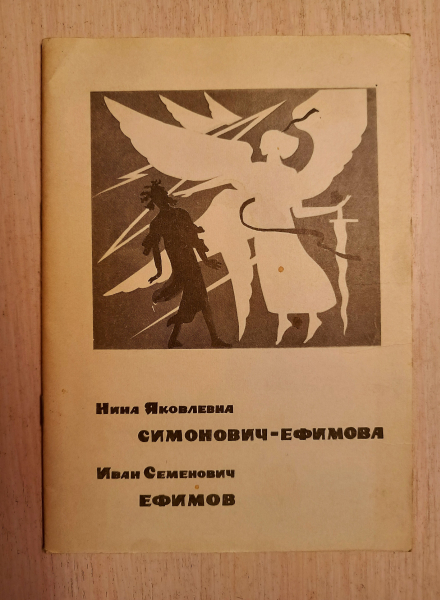 Нина Яковлевна
СИМОНОВИЧ-ЕФИМОВА
Иван Семенович
ЕФИМОВ